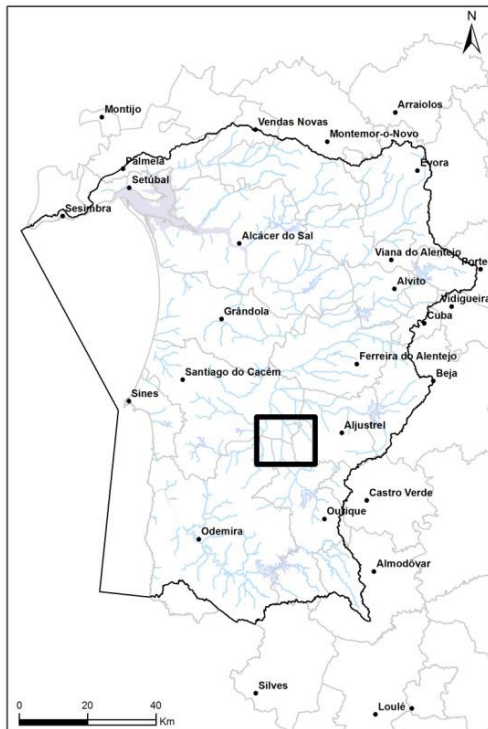 N
Arraiolos
Montijo
Vendas Novas
Montemor-o-Novo
Palmela
Évora
Setúbal
Sesimbra
Alcácer do Sal
Viana do Alentejo
Porte
Alvito
Vidigueira
Grândola
Cuba
Ferreira do Alentejo
Santiago do Cacém
Beja
Sines
Aljustrel
Castro Verde
Ourique
Odemira
Almodôvar
Silves
Loulé
0 20 40
Km